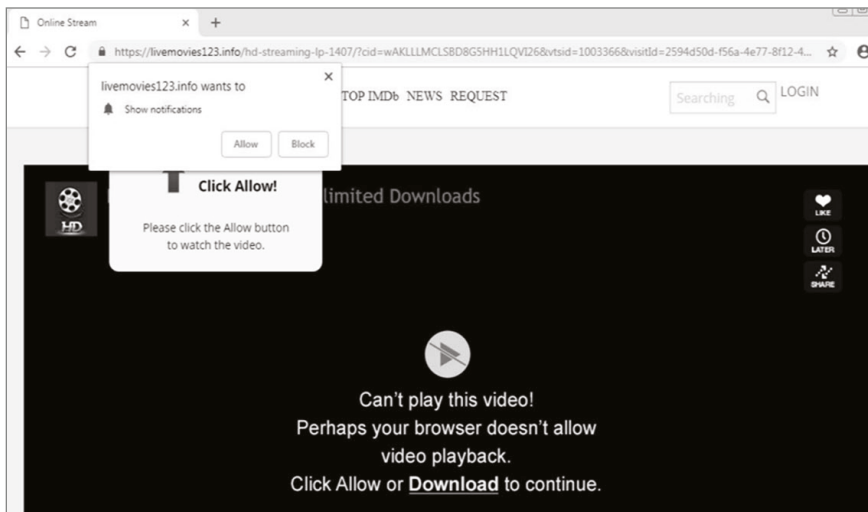 Online Stream
https://livemovies123.info/hd-streaming-lp-1407/?cid=wAKLLLMCLSBD8G5HH1LQVI26&vtsid=1003366&visitId=2594d50d-f56a-4e77-8f12-4...
livemovies123.info wants to
Show notifications
Allow
Block
TOP IMDb NEWS REQUEST
Searching
LOGIN
Click Allow!
Please click the Allow button
to watch the video.
limited Downloads
HD
LIKE
LATER
SHARE
Can't play this video!
Perhaps your browser doesn't allow
video playback.
Click Allow or Download to continue.